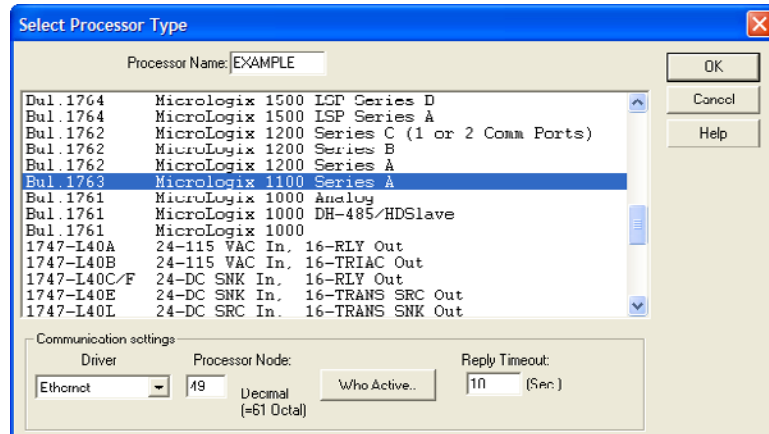 Select Processor Type
Processor Name: EXAMPLE
OK
Cancel
Help
Bul.1764 MicroLogix 1500 LSP Series D
Bul.1764 MicroLogix 1500 LSP Series A
Bul.1762 MicroLogix 1200 Series C (1 or 2 Comm Ports)
Bul.1762 MicroLogix 1200 Series B
Bul.1762 MicroLogix 1200 Series A
Bul.1763 MicroLogix 1100 Series A
Bul.1761 MicroLogix 1000 Analog
Bul.1761 MicroLogix 1000 DH-485/HDSlave
Bul.1761 MicroLogix 1000
1747-L40A 24-115 VAC In, 16-RLY Out
1747-L40B 24-115 VAC In, 16-TRIAC Out
1747-L40C/F 24-DC SNK In, 16-RLY Out
1747-L40E 24-DC SNK In, 16-TRANS SRC Out
1747-L40L 24-DC SRC In, 16-TRANS SNK Out
Communication settings
Driver Processor Node: Reply Timeout:
Ethernet 49 Decimal Who Active.. 10 (Sec.)
(=61 Octal)